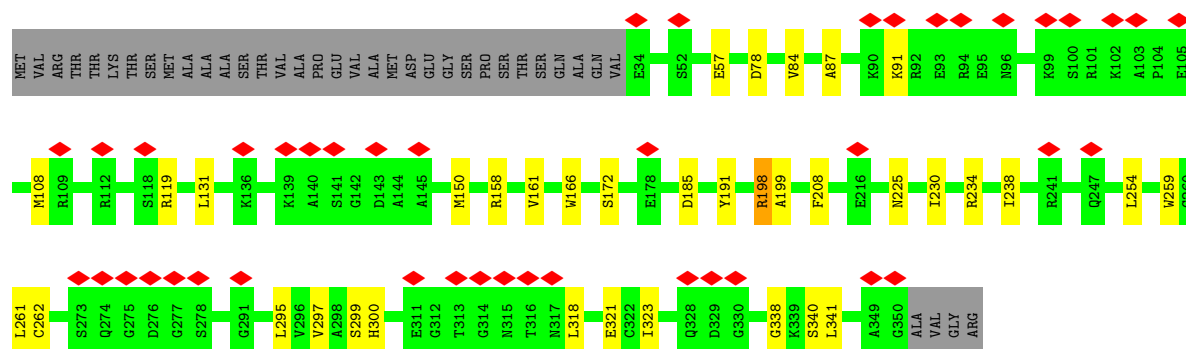 MET VAL ARG THR THR LYS THR SER MET ALA ALA ALA SER THR VAL ALA PRO GLU VAL ALA MET ASP GLU GLY SER PRO SER THR SER GLN ALA GLN VAL E34 S52 E57 D78 V84 A87 K90 K91 R92 E93 R94 E95 N96 K99 S100 R101 K102 A103 P104 E105
M108 R109 R112 S118 R119 L131 K136 K139 A140 S141 G142 D143 A144 A145 M150 R158 V161 W166 S172 E178 D185 Y191 R198 A199 F208 E216 N225 I230 R234 I238 R241 Q247 L254 W259
L261 C262 S273 Q274 G275 D276 G277 S278 G291 L295 V296 V297 A298 S299 H300 E311 G312 T313 G314 N315 T316 N317 L318 E321 G322 I323 Q328 D329 G330 G338 K339 S340 L341 A349 G350 ALA VAL GLY ARG